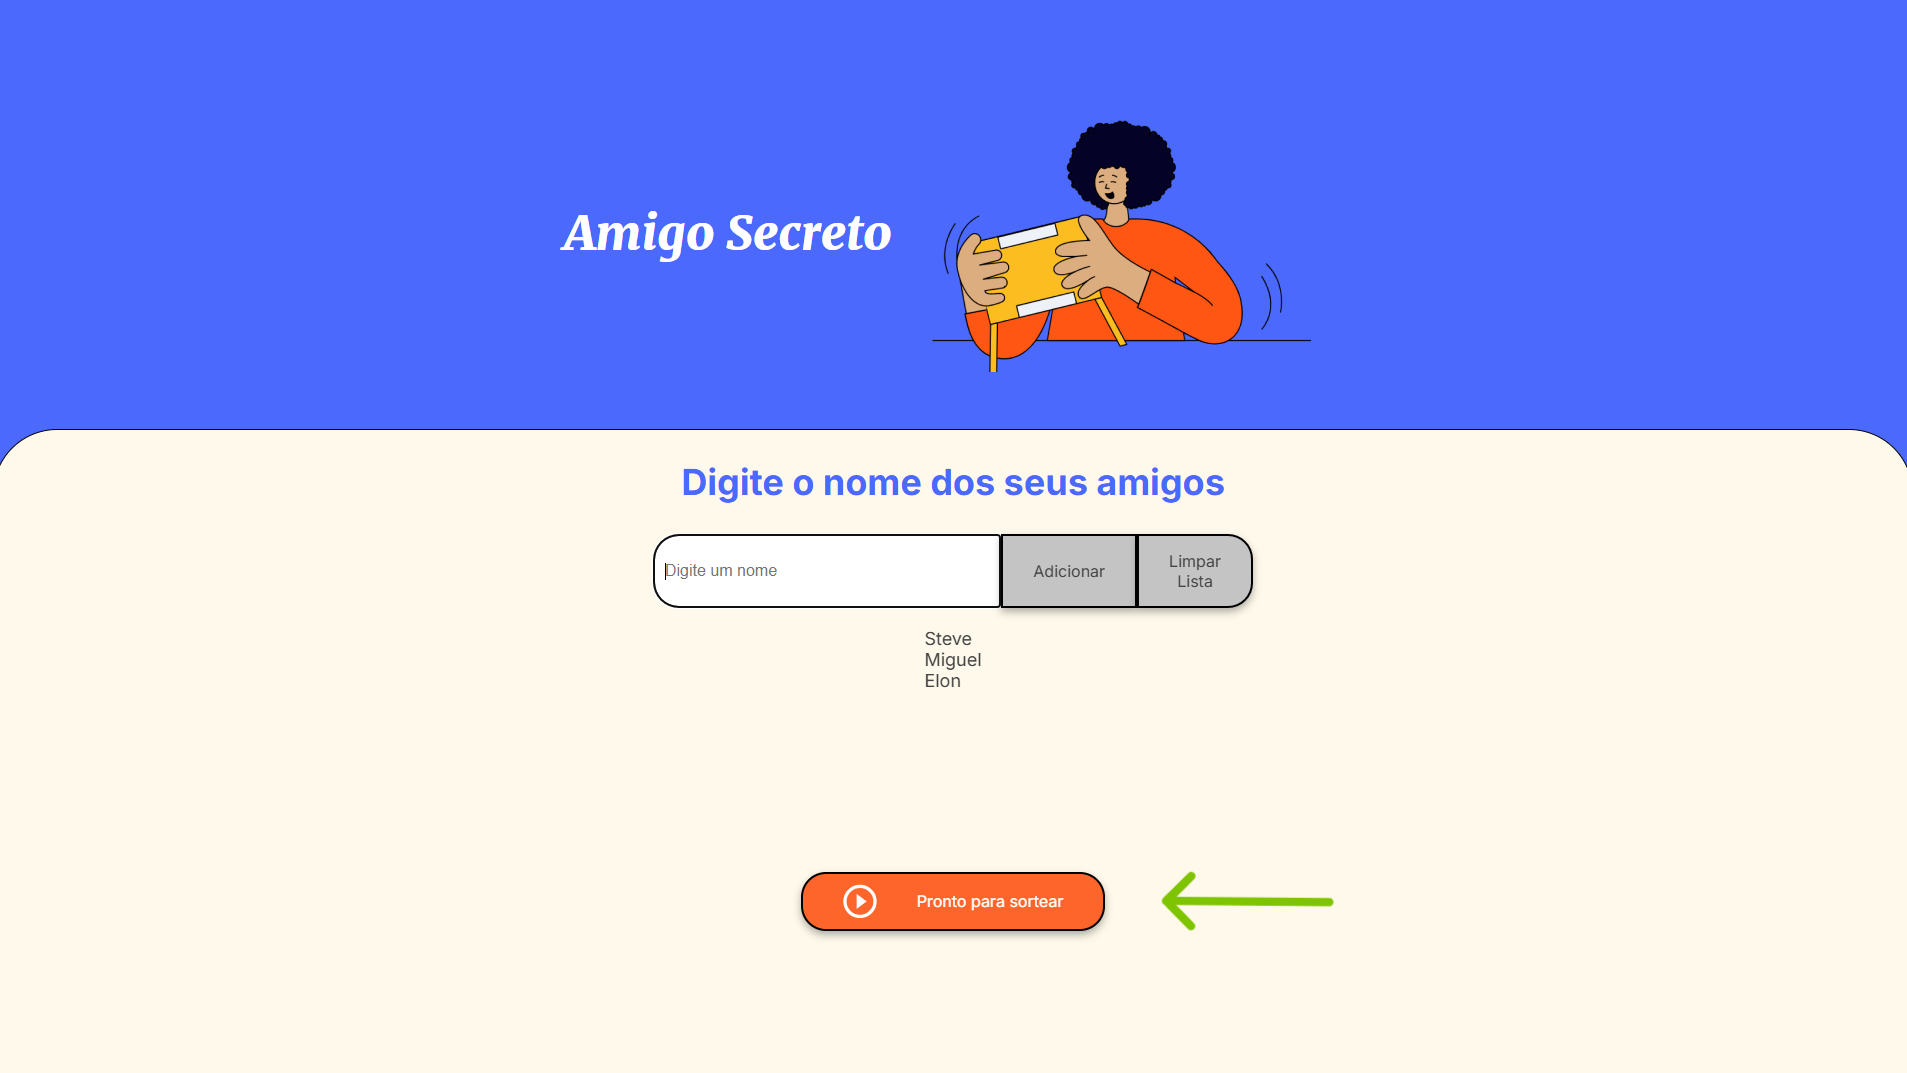 Amigo Secreto
Digite o nome dos seus amigos
Digite um nome
Adicionar
Limpar
Lista
Steve
Miguel
Elon
Pronto para sortear